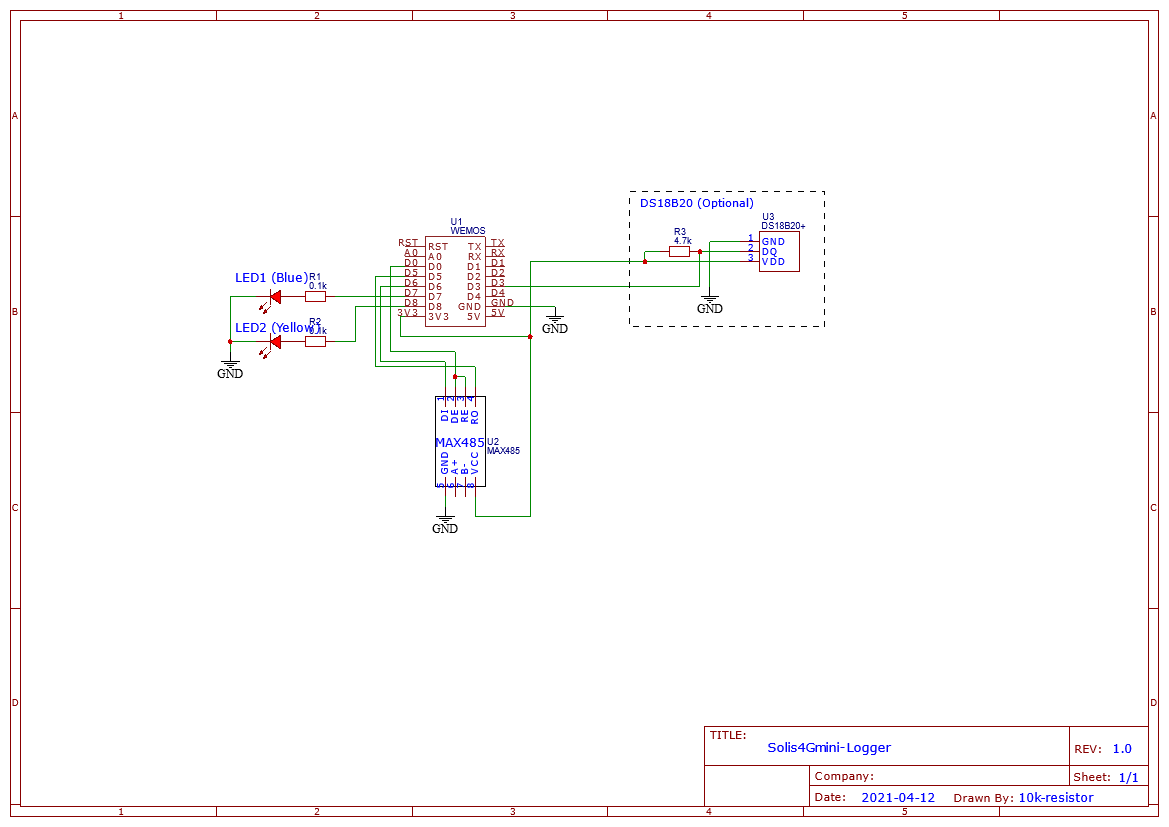 1 2 3 4 5
A A
B B
C C
D D
1 2 3 4 5
DS18B20 (Optional)
U3
DS18B20+
R3
4.7k
1 GND
2 DQ
3 VDD
GND
U1
WEMOS
RST RST TX TX
A0 A0 RX RX
D0 D0 D1 D1
D5 D5 D2 D2
D6 D6 D3 D3
D7 D7 D4 D4
D8 D8 GND GND
3V3 3V3 5V 5V
GND
LED1 (Blue)
R1
0.1k
LED2 (Yellow)
R2
0.1k
GND
1 2 3 4
DI DE RE RO
MAX485
U2
MAX485
GND A+ B- VCC
5 6 7 8
GND
TITLE:
Solis4Gmini-Logger
REV: 1.0
Company:
Sheet: 1/1
Date: 2021-04-12 Drawn By: 10k-resistor